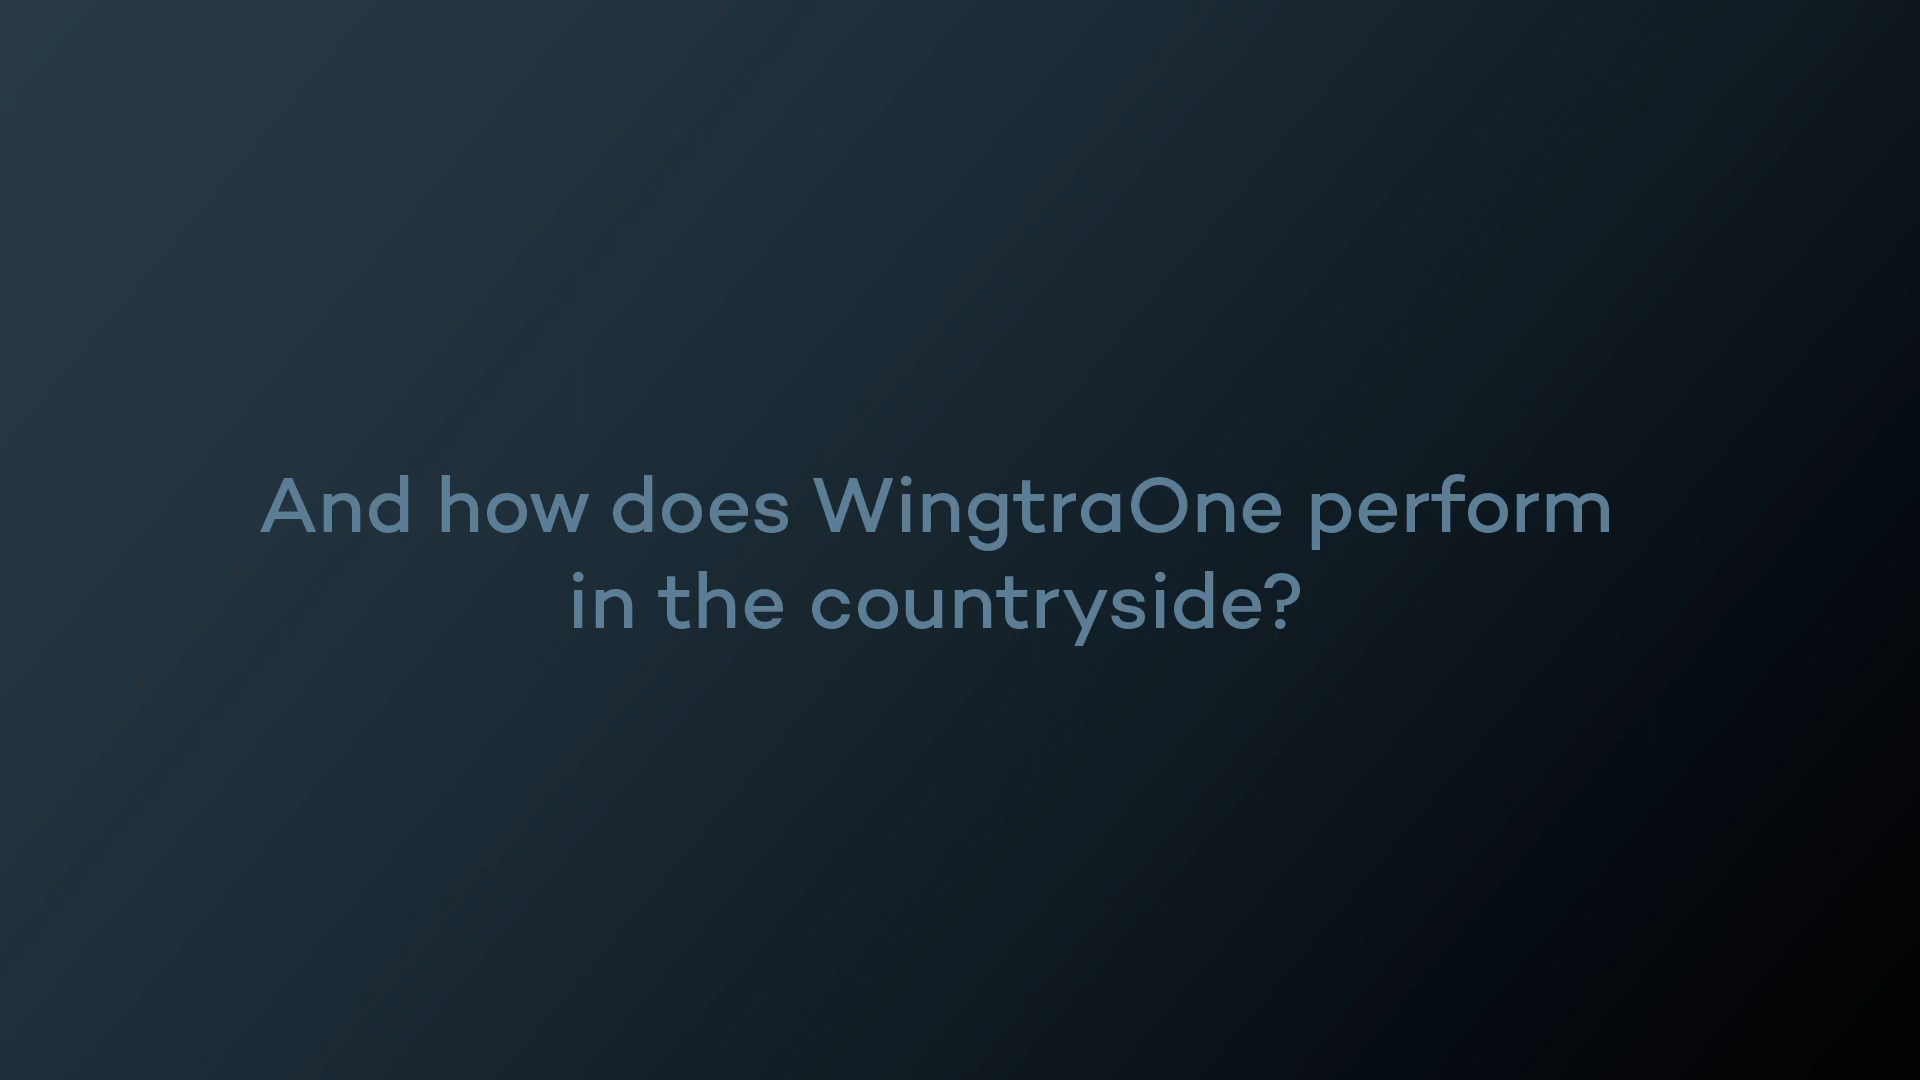 And how does WingtraOne perform
in the countryside?